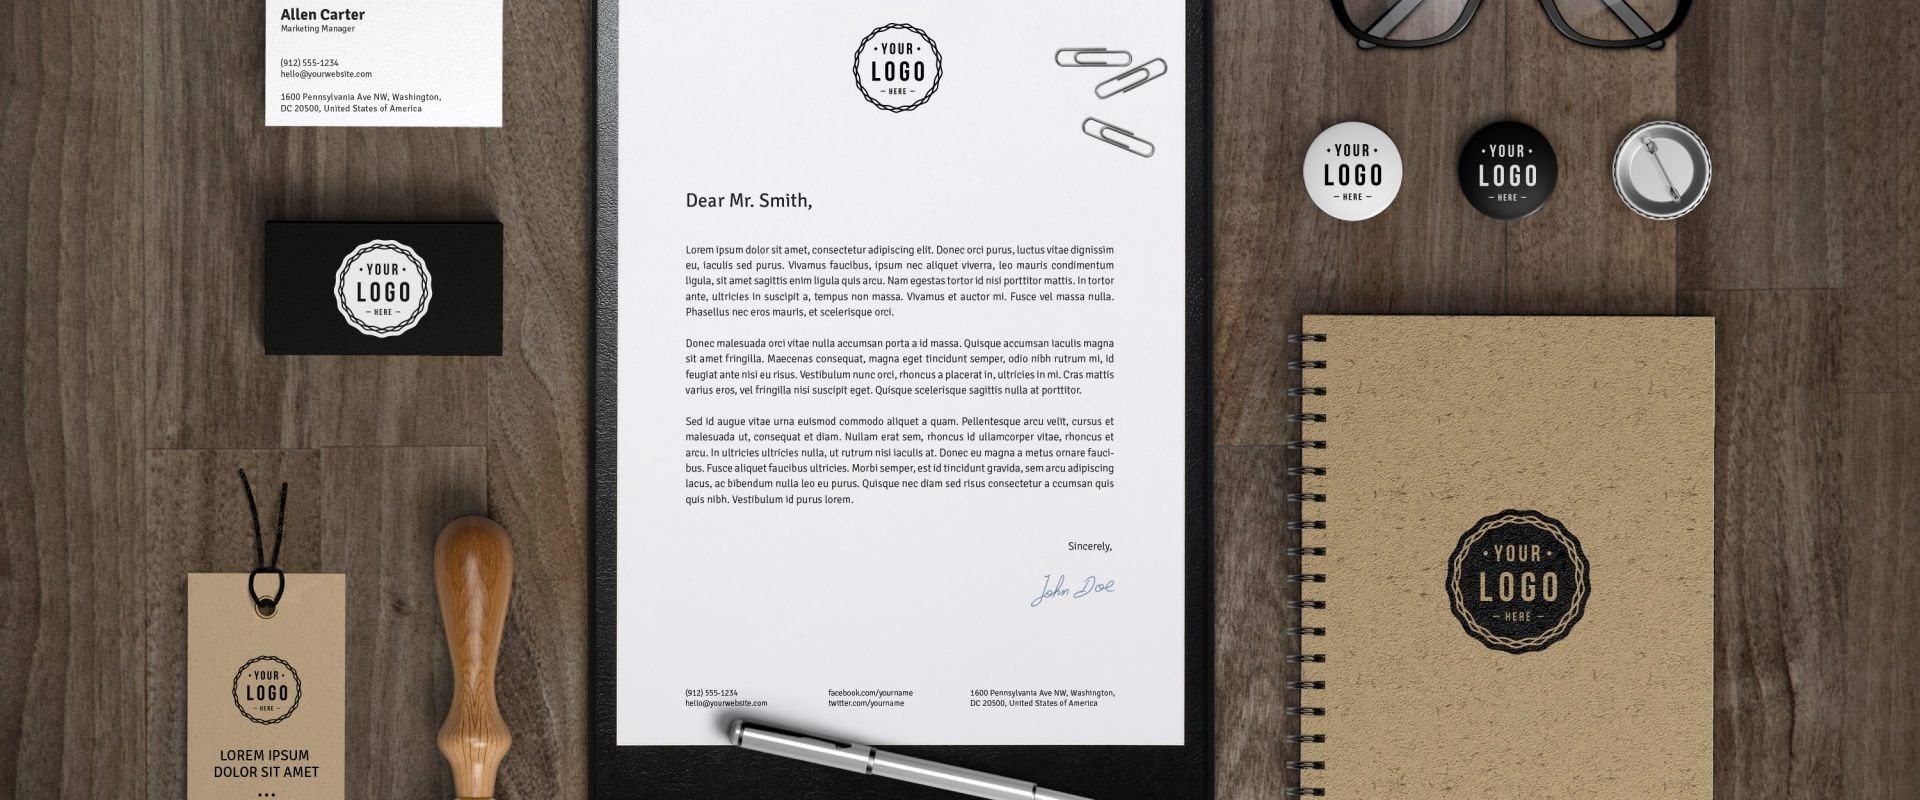 Allen Carter
Marketing Manager
(912) 555-1234
hello@yourwebsite.com
1600 Pennsylvania Ave NW, Washington,
DC 20500, United States of America
• YOUR •
LOGO
– HERE –
• YOUR •
LOGO
– HERE –
LOREM IPSUM
DOLOR SIT AMET
• • •
• YOUR •
LOGO
– HERE –
Dear Mr. Smith,
Lorem ipsum dolor sit amet, consectetur adipiscing elit. Donec orci purus, luctus vitae dignissim
eu, iaculis sed purus. Vivamus faucibus, ipsum nec aliquet viverra, leo mauris condimentum
ligula, sit amet sagittis enim ligula quis arcu. Nam egestas tortor id nisi porttitor mattis. In tortor
ante, ultricies in suscipit a, tempus non massa. Vivamus et auctor mi. Fusce vel massa nulla.
Phasellus nec eros mauris, et scelerisque orci.
Donec malesuada orci vitae nulla accumsan porta a id massa. Quisque accumsan iaculis magna
sit amet fringilla. Maecenas consequat, magna eget tincidunt semper, odio nibh rutrum mi, id
feugiat ante nisi eu risus. Vestibulum nunc orci, rhoncus a placerat in, ultricies in mi. Cras mattis
varius eros, vel fringilla nisi suscipit eget. Quisque scelerisque sagittis nulla at porttitor.
Sed id augue vitae urna euismod commodo aliquet a quam. Pellentesque arcu velit, cursus et
malesuada ut, consequat et diam. Nullam erat sem, rhoncus id ullamcorper vitae, rhoncus et
arcu. In ultricies ultricies nulla, ut rutrum nisi iaculis at. Donec eu magna a metus ornare fauci-
bus. Fusce aliquet faucibus ultricies. Morbi semper, est id tincidunt gravida, sem arcu adipiscing
lacus, ac bibendum nulla leo eu purus. Quisque nec diam sed risus consectetur a ccumsan quis
quis nibh. Vestibulum id purus lorem.
Sincerely,
John Doe
(912) 555-1234
hello@yourwebsite.com
facebook.com/yourname
twitter.com/yourname
1600 Pennsylvania Ave NW, Washington,
DC 20500, United States of America
• YOUR •
LOGO
– HERE –
• YOUR •
LOGO
– HERE –
• YOUR •
LOGO
– HERE –